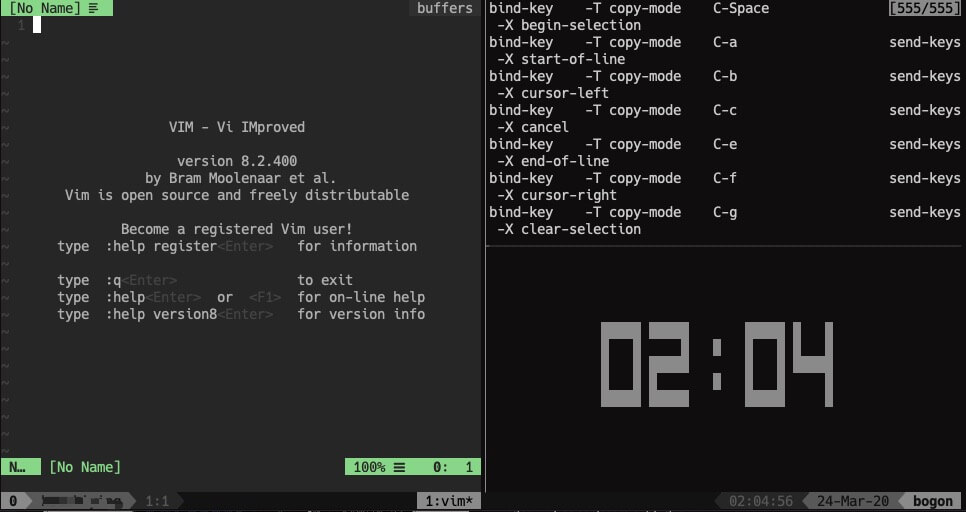 [No Name] buffers
1
~
~
~
~
~
VIM - Vi IMproved
~
version 8.2.400
by Bram Moolenaar et al.
Vim is open source and freely distributable
~
Become a registered Vim user!
type :help register<Enter> for information
~
type :q<Enter> to exit
type :help<Enter> or <F1> for on-line help
type :help version8<Enter> for version info
~
~
~
~
~
~
~
~
N... [No Name] 100% 0: 1
bind-key -T copy-mode C-Space [555/555]
-X begin-selection
bind-key -T copy-mode C-a send-keys
-X start-of-line
bind-key -T copy-mode C-b send-keys
-X cursor-left
bind-key -T copy-mode C-c send-keys
-X cancel
bind-key -T copy-mode C-e send-keys
-X end-of-line
bind-key -T copy-mode C-f send-keys
-X cursor-right
bind-key -T copy-mode C-g send-keys
-X clear-selection
02:04
0 1:1 1:vim* 02:04:56 24-Mar-20 bogon